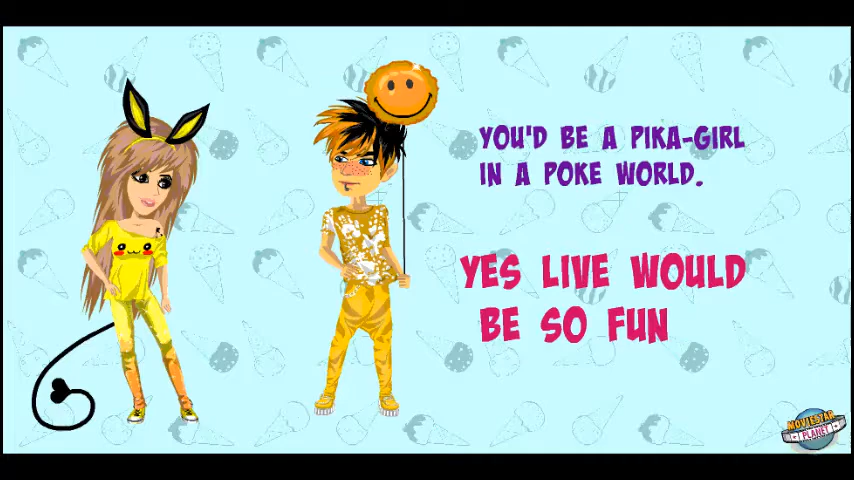 YOU'D BE A PIKA-GIRL
IN A POKE WORLD.
YES LIVE WOULD
BE SO FUN
MOVIESTAR
PLANET